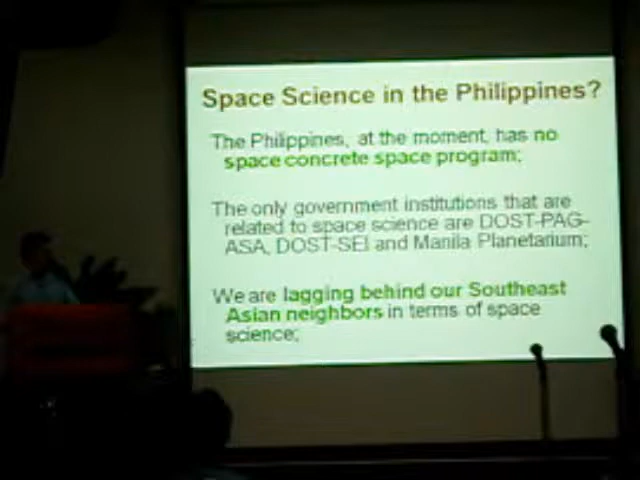 Space Science in the Philippines?
The Philippines, at the moment, has no
space concrete space program;
The only government institutions that are
related to space science are DOST-PAG-
ASA, DOST-SEI and Manila Planetarium;
We are lagging behind our Southeast
Asian neighbors in terms of space
science;